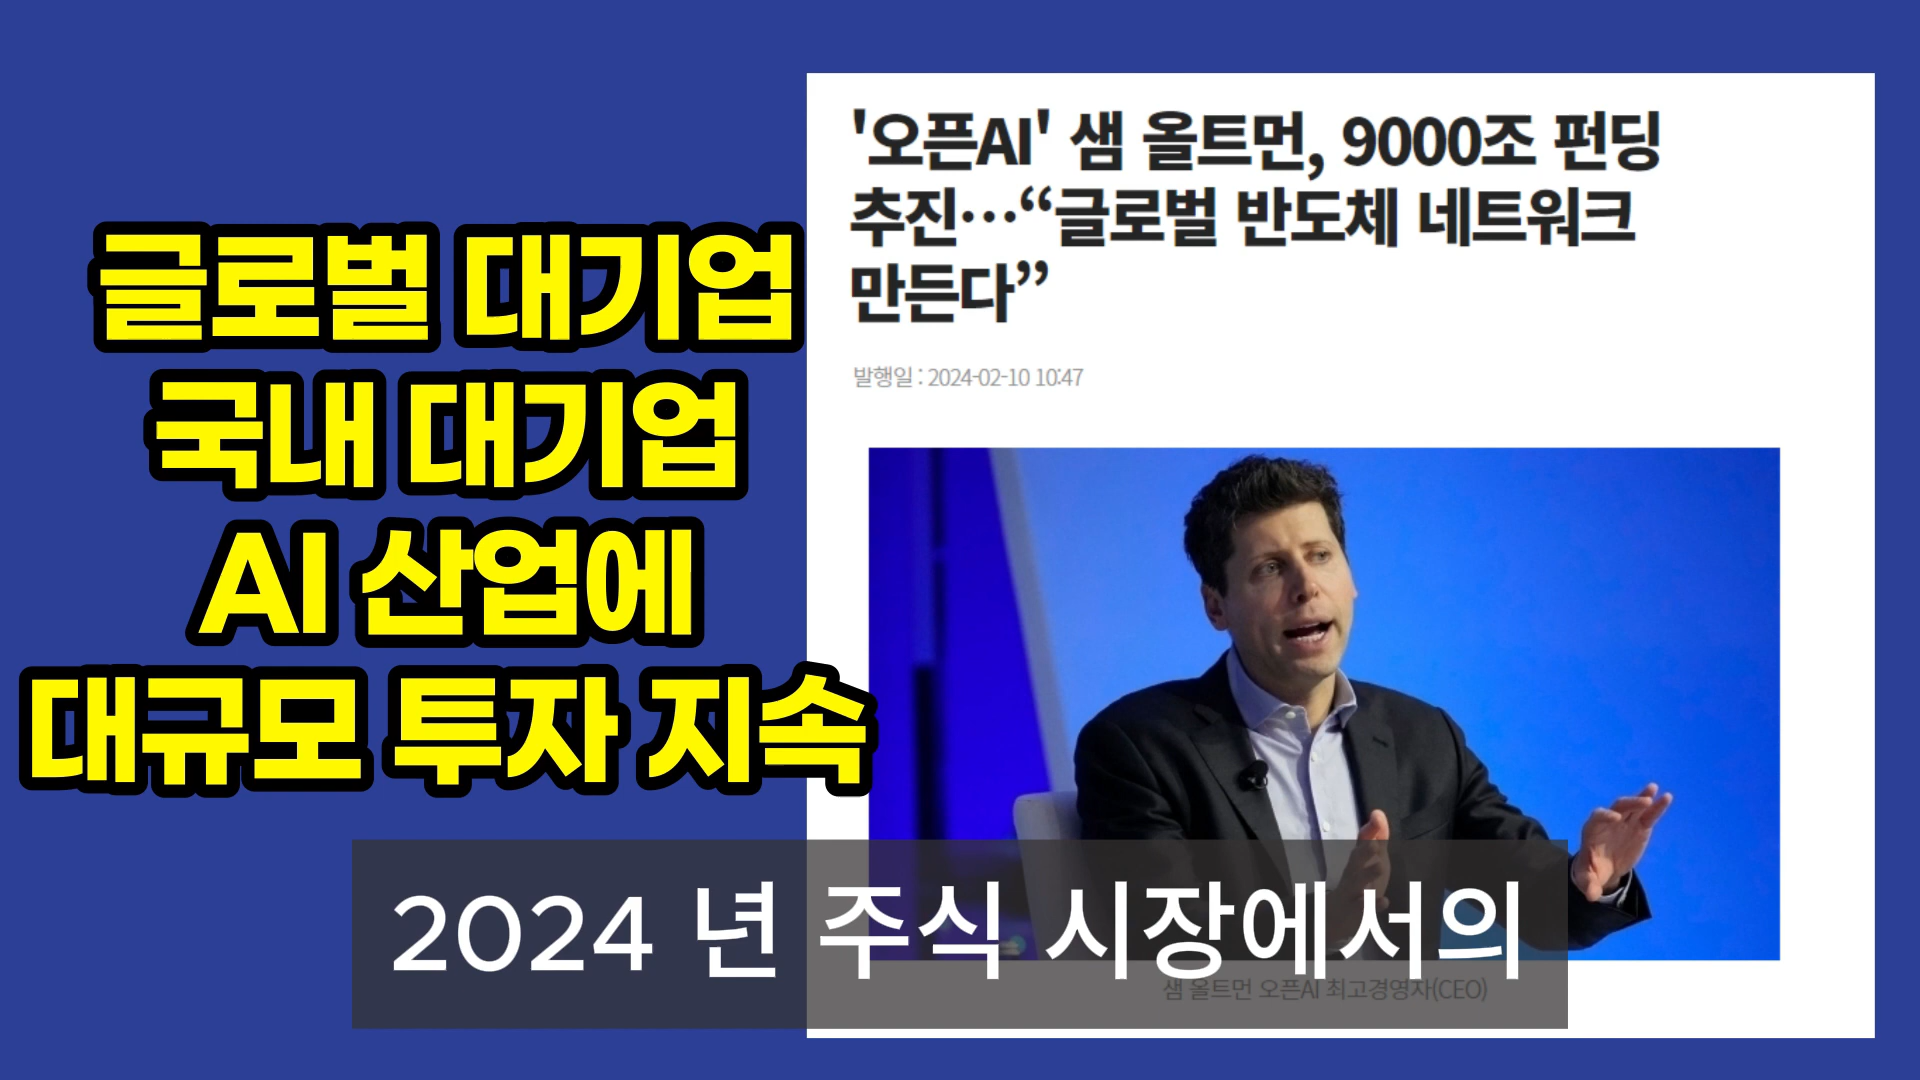 글로벌 대기업
국내 대기업
AI 산업에
대규모 투자 지속
'오픈AI' 샘 올트먼, 9000조 펀딩
추진…“글로벌 반도체 네트워크
만든다”
발행일 : 2024-02-10 10:47
샘 올트먼 오픈AI 최고경영자(CEO)
2024 년 주식 시장에서의